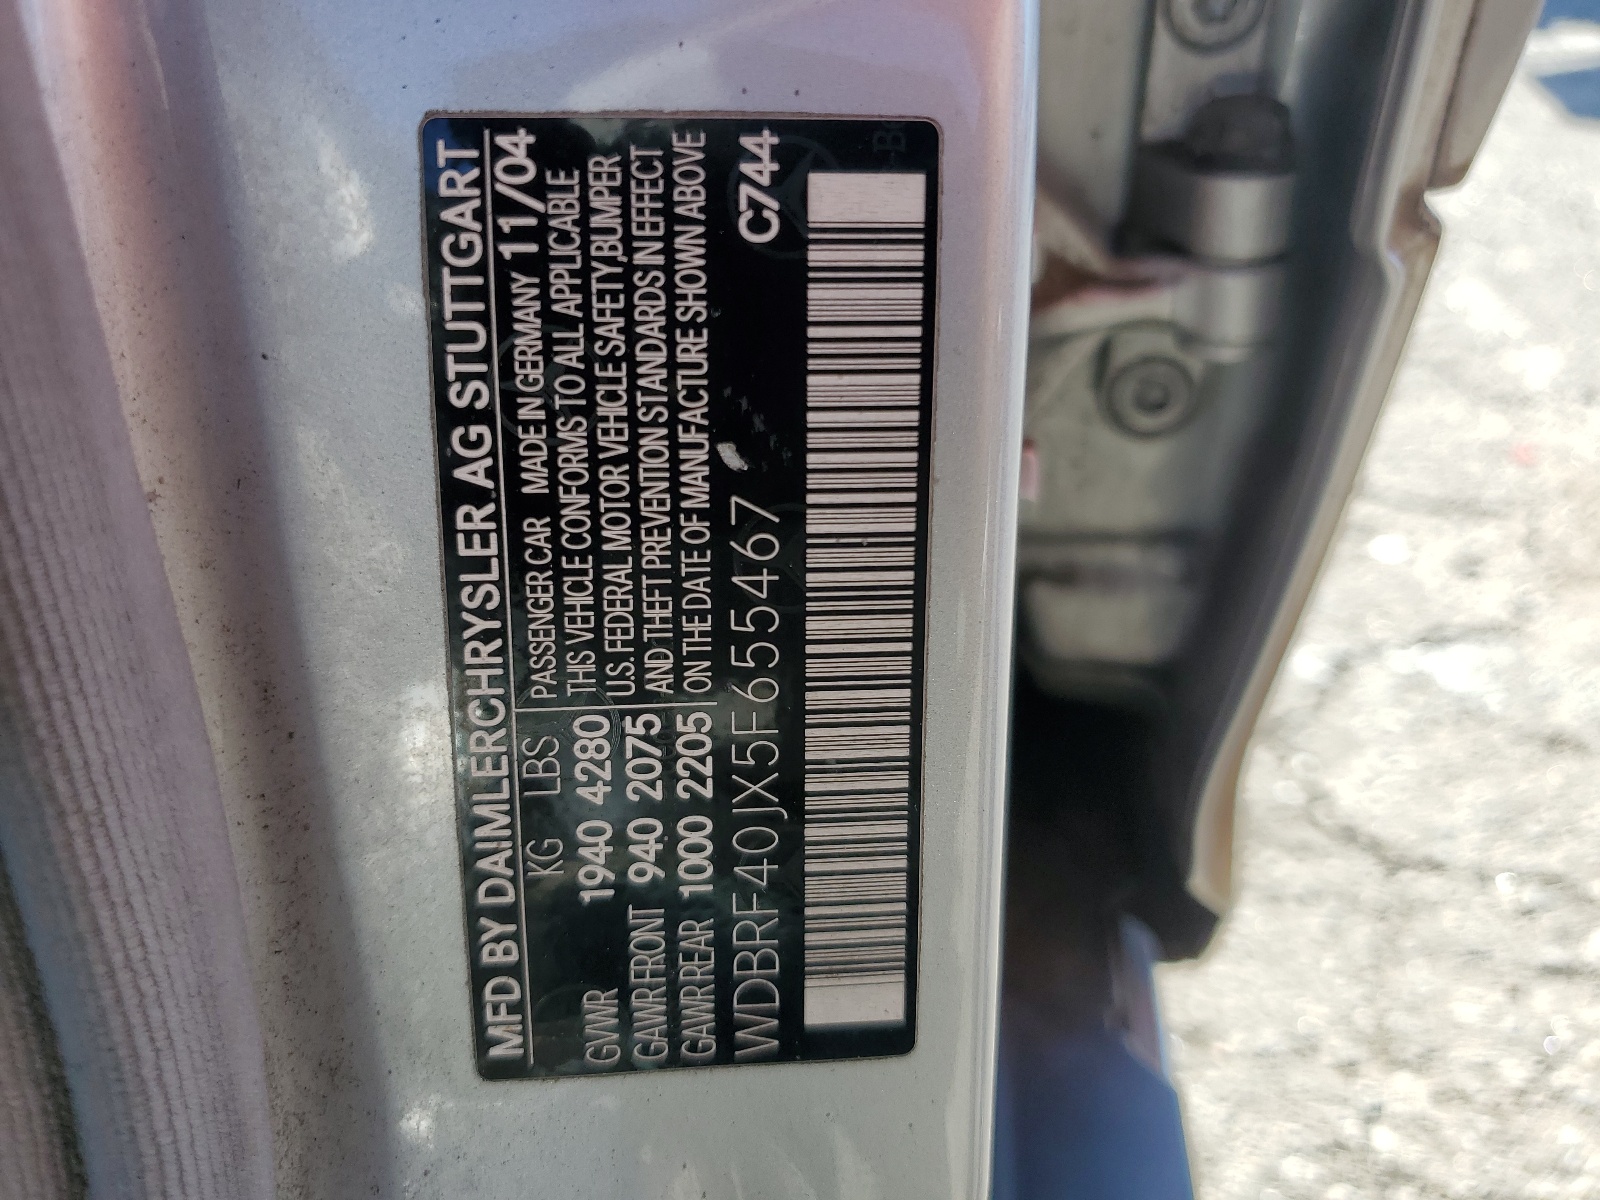 MFD BY DAIMLERCHRYSLER AG STUTTGART
KG LBS PASSENGER CAR MADE IN GERMANY 11/04
THIS VEHICLE CONFORMS TO ALL APPLICABLE
GVWR 1940 4280 U.S. FEDERAL MOTOR VEHICLE SAFETY,BUMPER
GAWR FRONT 940 2075 AND THEFT PREVENTION STANDARDS IN EFFECT
GAWR REAR 1000 2205 ON THE DATE OF MANUFACTURE SHOWN ABOVE
WDBRF40JX5F655467 C744